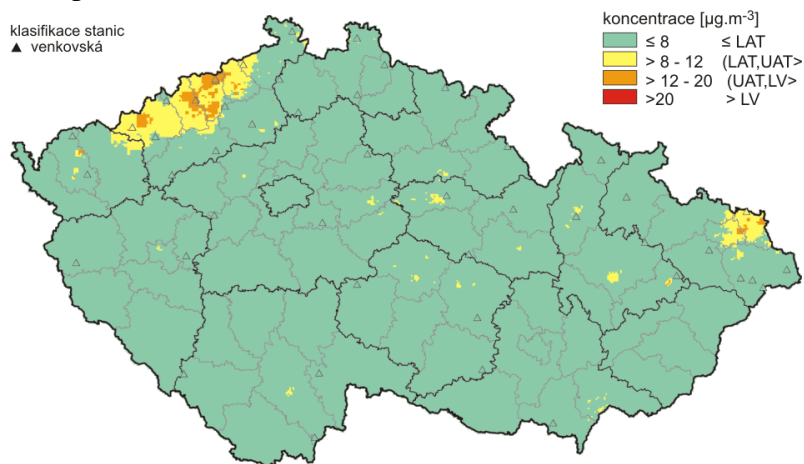 klasifikace stanic
▲ venkovská
koncentrace [µg.m-3]
≤ 8 ≤ LAT
> 8 - 12 (LAT,UAT>
> 12 - 20 (UAT,LV>
>20 > LV